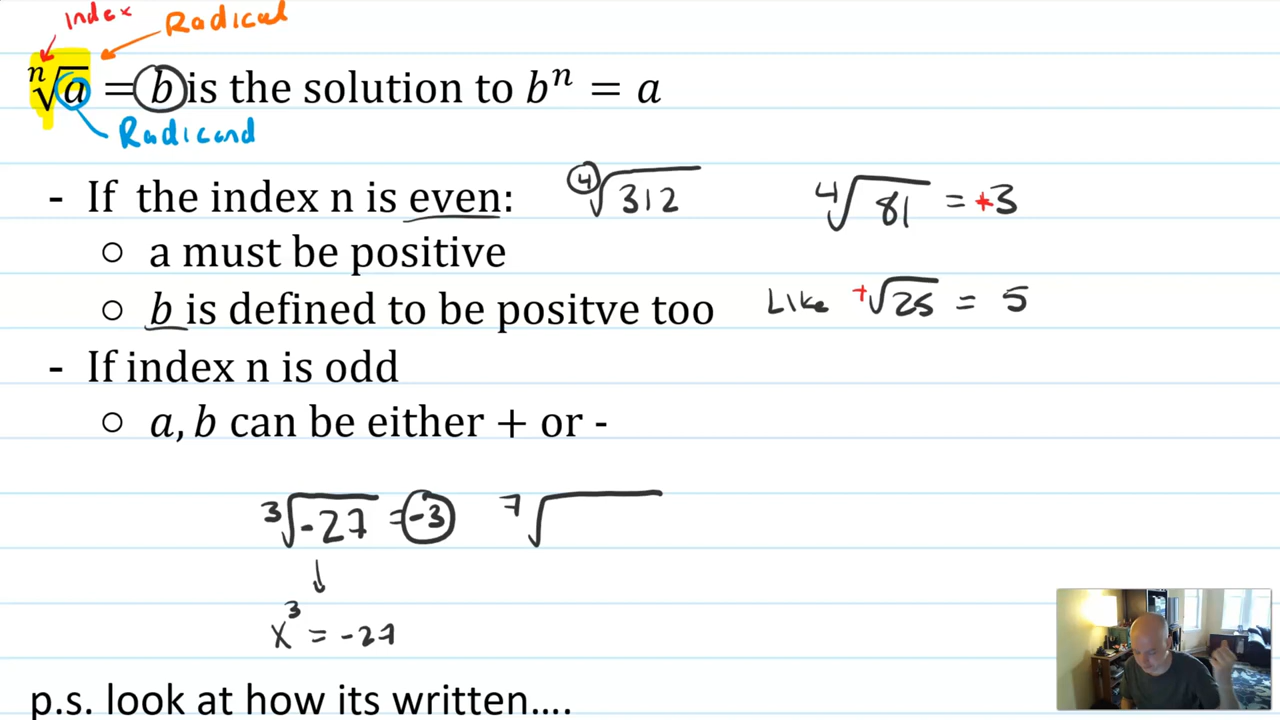 Index
Radical
ⁿ√a = b is the solution to bⁿ = a
Radicand
- If the index n is even:
⁴√312
⁴√81 = +3
○ a must be positive
○ b is defined to be positve too
Like +√25 = 5
- If index n is odd
○ a, b can be either + or -
³√-27 = -3
⁷√
x³ = -27
p.s. look at how its written....